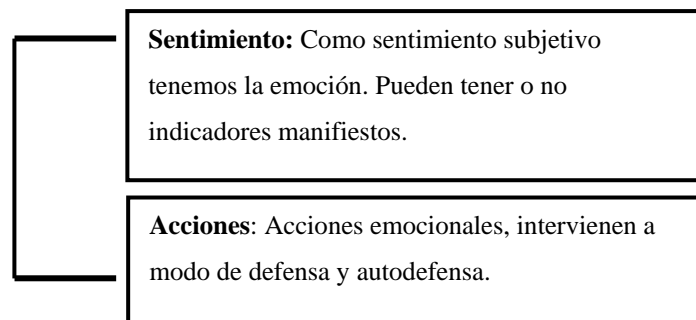 Sentimiento: Como sentimiento subjetivo
tenemos la emoción. Pueden tener o no
indicadores manifiestos.
Acciones: Acciones emocionales, intervienen a
modo de defensa y autodefensa.